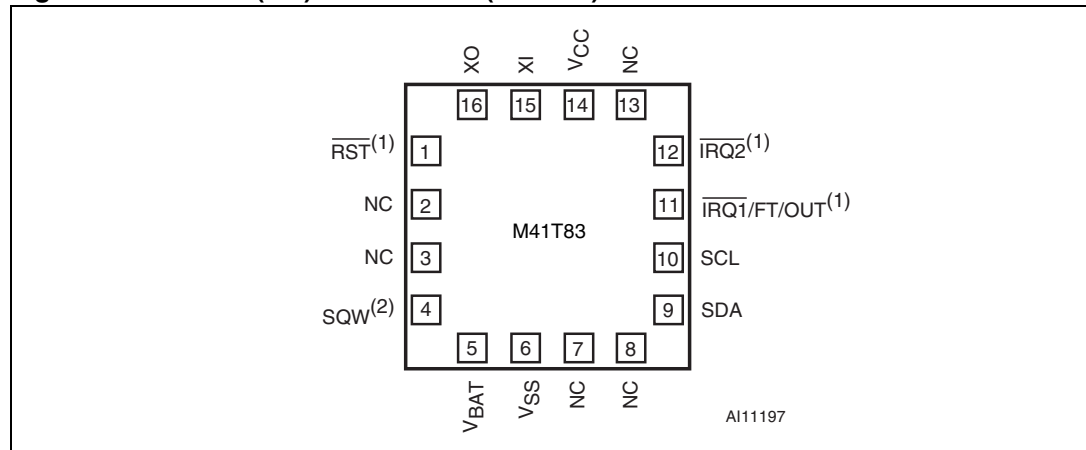 XO XI VCC NC
16 15 14 13
RST(1) 1 12 IRQ2(1)
NC 2 11 IRQ1/FT/OUT(1)
M41T83
NC 3 10 SCL
SQW(2) 4 9 SDA
5 6 7 8
VBAT VSS NC NC
AI11197